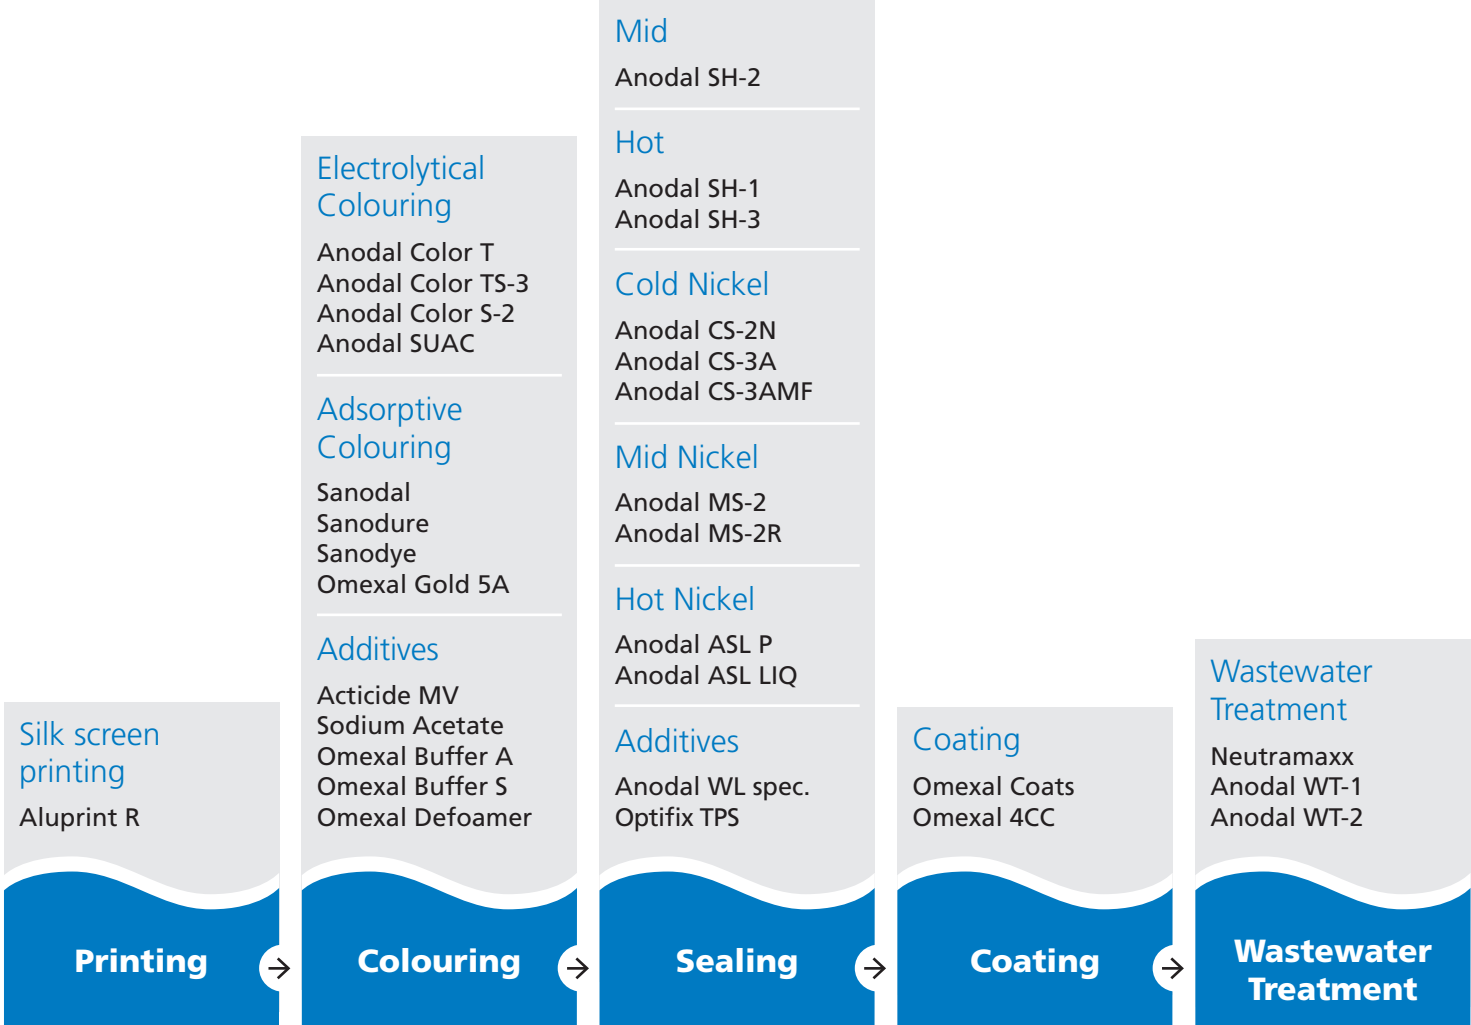 Silk screen
printing
Aluprint R
Printing
Electrolytical
Colouring
Anodal Color T
Anodal Color TS-3
Anodal Color S-2
Anodal SUAC
Adsorptive
Colouring
Sanodal
Sanodure
Sanodye
Omexal Gold 5A
Additives
Acticide MV
Sodium Acetate
Omexal Buffer A
Omexal Buffer S
Omexal Defoamer
Colouring
Mid
Anodal SH-2
Hot
Anodal SH-1
Anodal SH-3
Cold Nickel
Anodal CS-2N
Anodal CS-3A
Anodal CS-3AMF
Mid Nickel
Anodal MS-2
Anodal MS-2R
Hot Nickel
Anodal ASL P
Anodal ASL LIQ
Additives
Anodal WL spec.
Optifix TPS
Sealing
Coating
Omexal Coats
Omexal 4CC
Coating
Wastewater
Treatment
Neutramaxx
Anodal WT-1
Anodal WT-2
Wastewater
Treatment